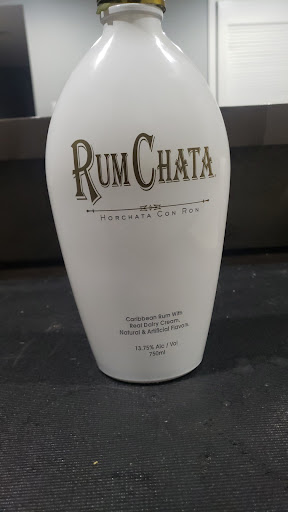 RUMCHATA
HORCHATA CON RON
Caribbean Rum With
Real Dairy Cream,
Natural & Artificial Flavors
13.75% Alc / Vol
750ml